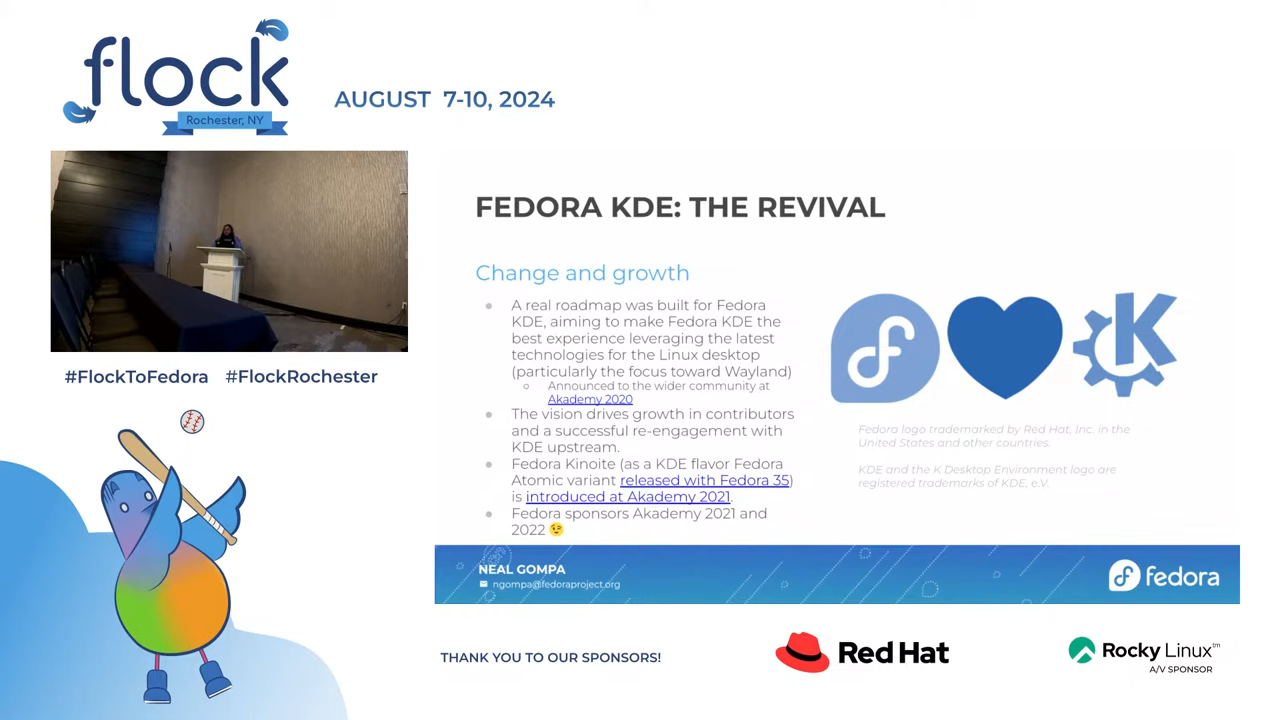 flock
Rochester, NY
AUGUST 7-10, 2024
#FlockToFedora #FlockRochester
FEDORA KDE: THE REVIVAL
Change and growth
A real roadmap was built for Fedora
KDE, aiming to make Fedora KDE the
best experience leveraging the latest
technologies for the Linux desktop
(particularly the focus toward Wayland)
Announced to the wider community at
Akademy 2020
The vision drives growth in contributors
and a successful re-engagement with
KDE upstream.
Fedora Kinoite (as a KDE flavor Fedora
Atomic variant released with Fedora 35)
is introduced at Akademy 2021.
Fedora sponsors Akademy 2021 and
2022 😉
Fedora logo trademarked by Red Hat, Inc. in the
United States and other countries.
KDE and the K Desktop Environment logo are
registered trademarks of KDE, e.V.
NEAL GOMPA
ngompa@fedoraproject.org
fedora
THANK YOU TO OUR SPONSORS!
Red Hat
Rocky Linux™
A/V SPONSOR